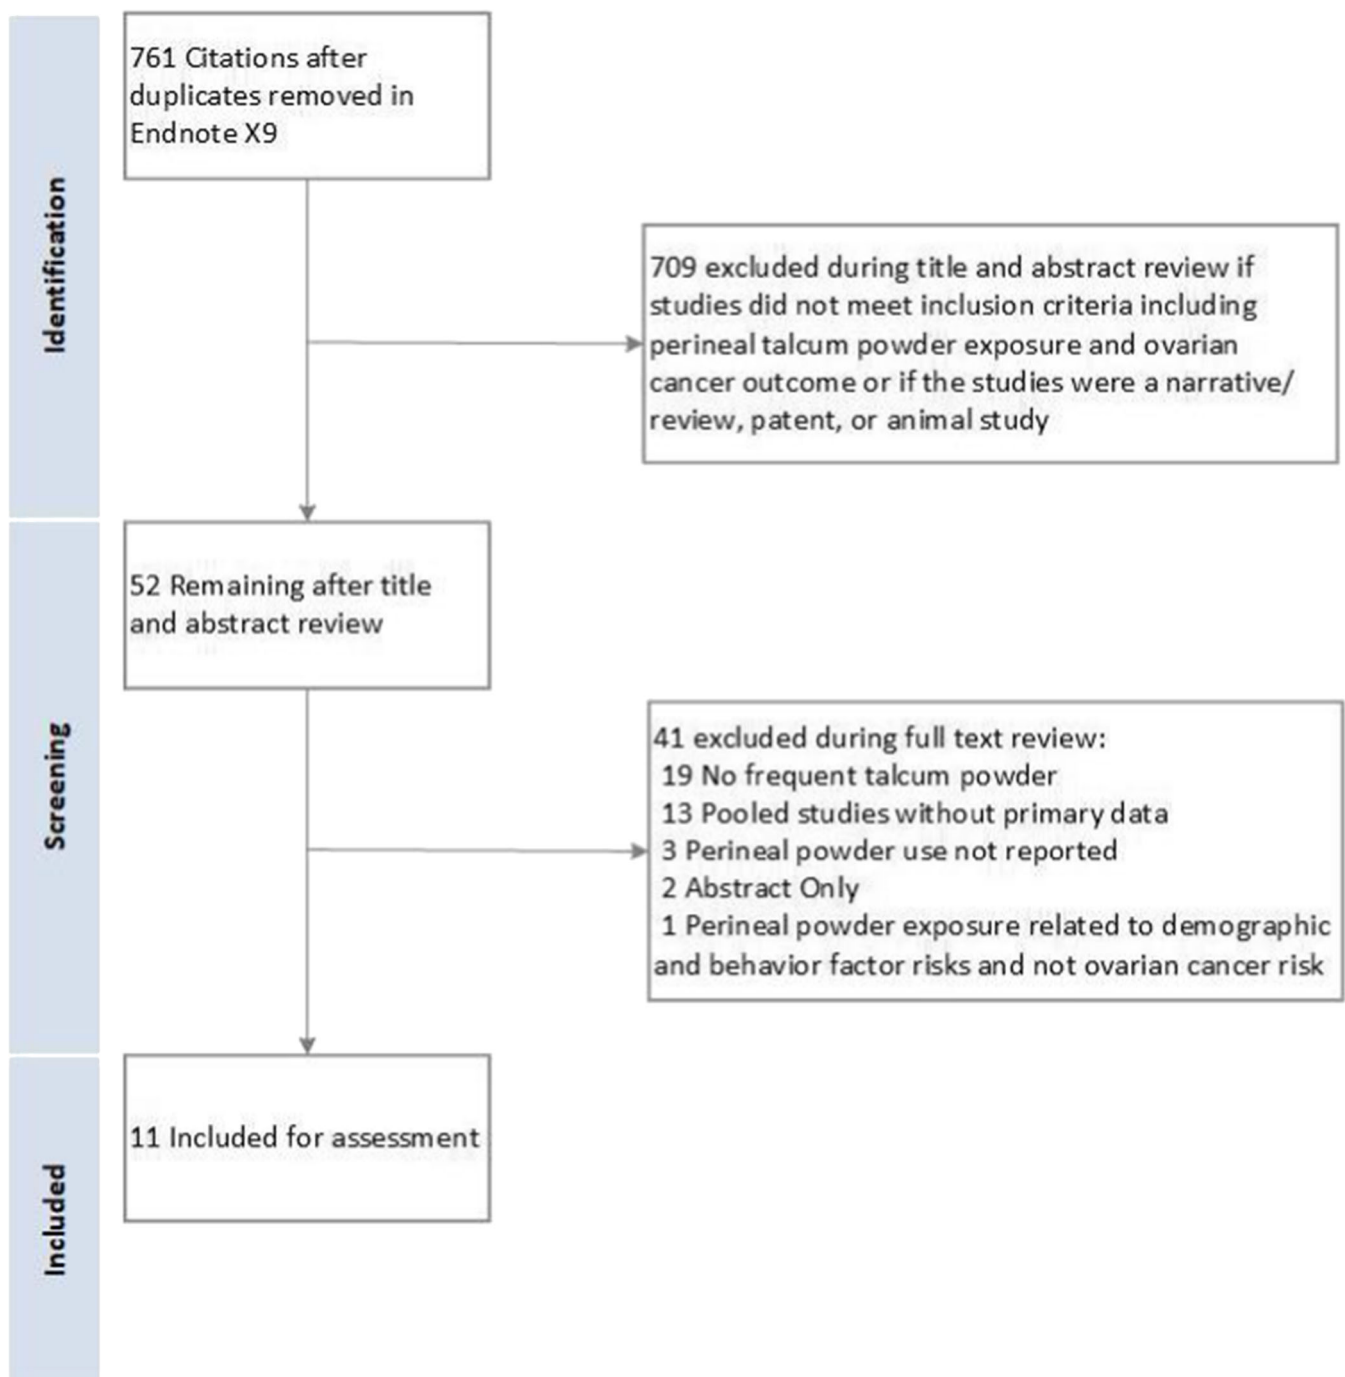 Identification
761 Citations after
duplicates removed in
Endnote X9
709 excluded during title and abstract review if
studies did not meet inclusion criteria including
perineal talcum powder exposure and ovarian
cancer outcome or if the studies were a narrative/
review, patent, or animal study
Screening
52 Remaining after title
and abstract review
41 excluded during full text review:
19 No frequent talcum powder
13 Pooled studies without primary data
3 Perineal powder use not reported
2 Abstract Only
1 Perineal powder exposure related to demographic
and behavior factor risks and not ovarian cancer risk
Included
11 Included for assessment